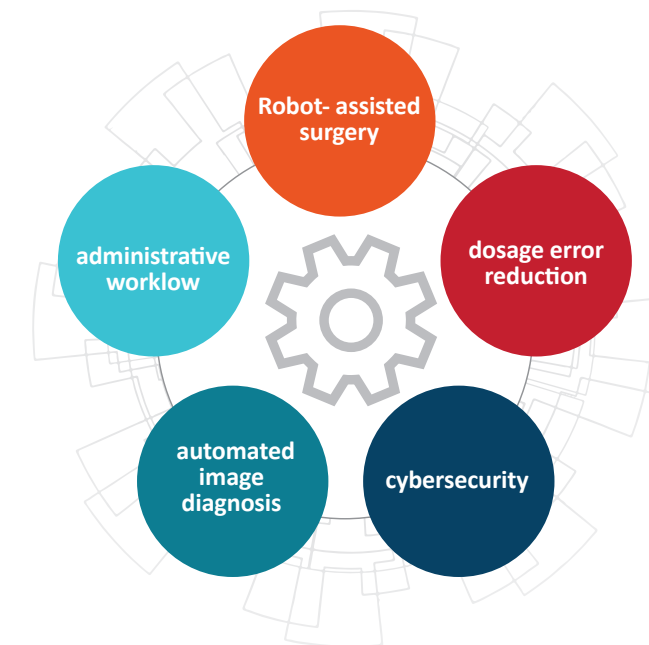 Robot- assisted
surgery
dosage error
reduction
cybersecurity
automated
image
diagnosis
administrative
worklow